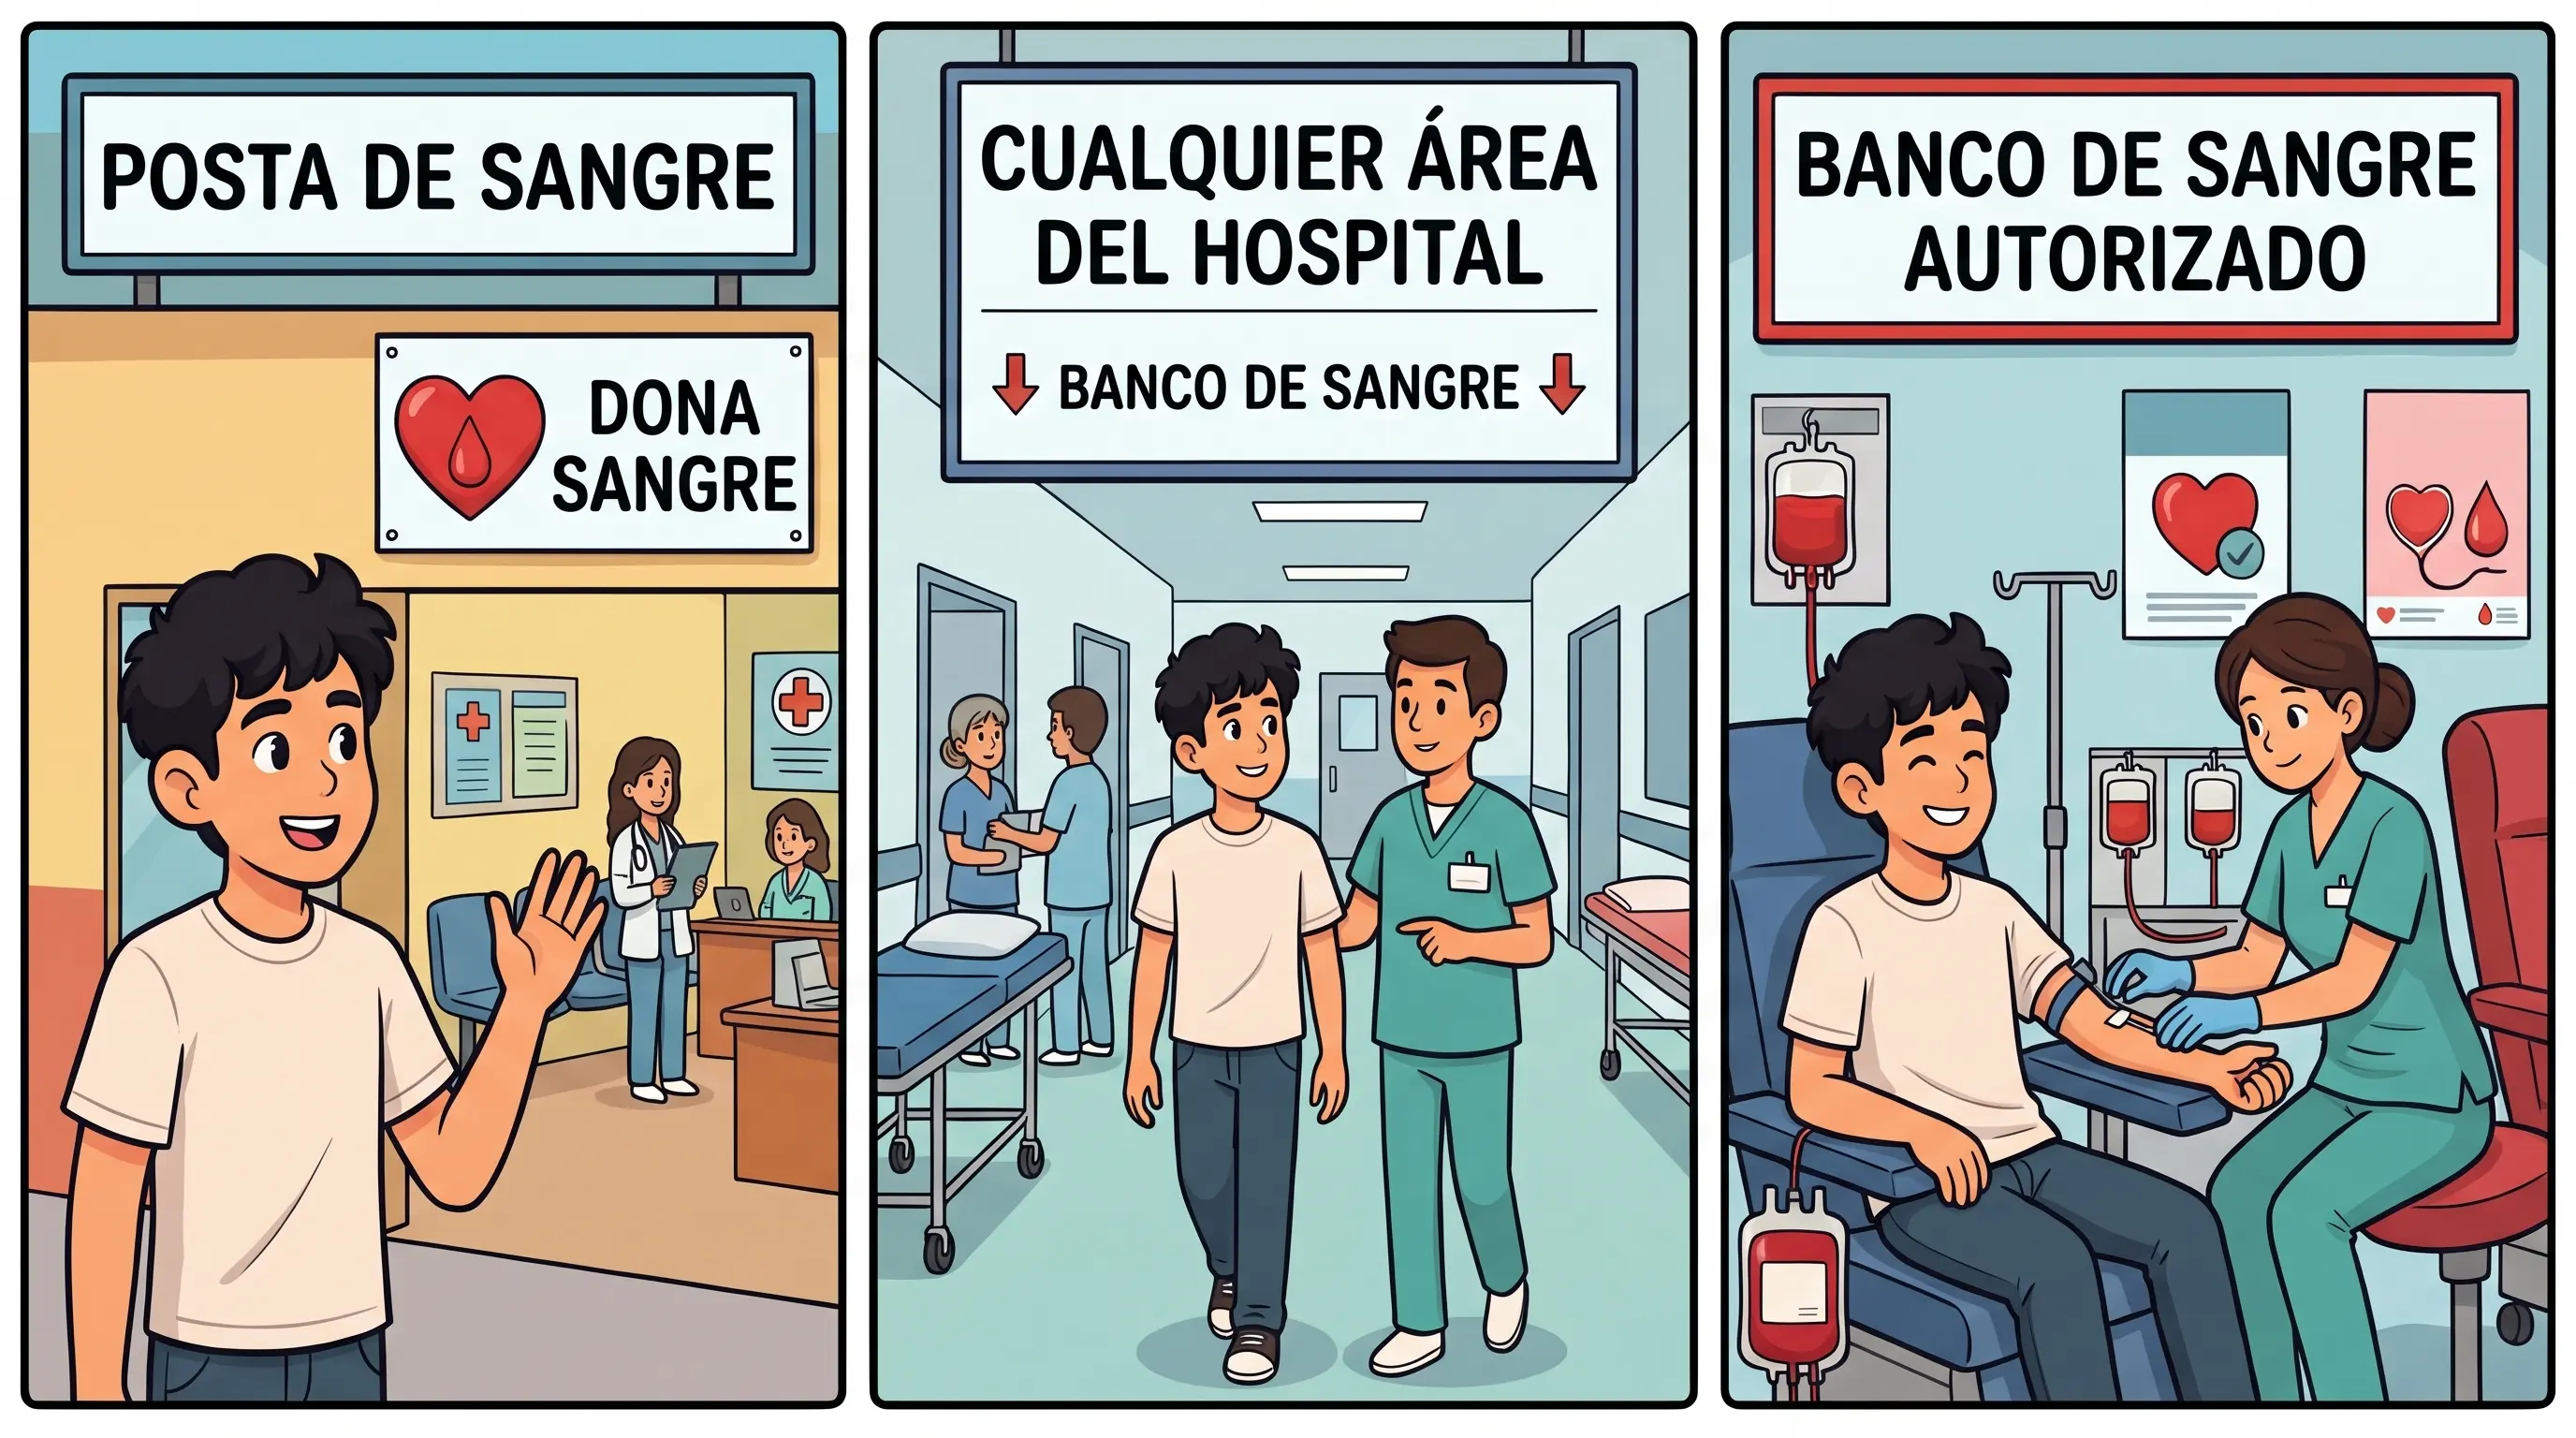 POSTA DE SANGRE
DONA
SANGRE
CUALQUIER ÁREA
DEL HOSPITAL
BANCO DE SANGRE
BANCO DE SANGRE
AUTORIZADO